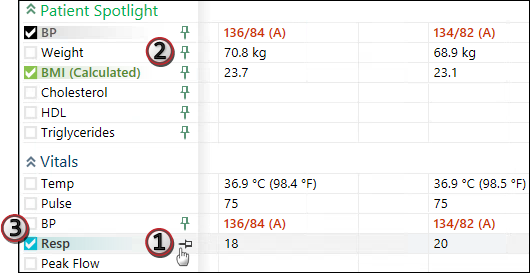 Patient Spotlight
BP 136/84 (A) 134/82 (A)
Weight 2 70.8 kg 68.9 kg
BMI (Calculated) 23.7 23.1
Cholesterol
HDL
Triglycerides
Vitals
Temp 36.9 °C (98.4 °F) 36.9 °C (98.5 °F)
Pulse 75 75
3 BP 136/84 (A) 134/82 (A)
Resp 1 18 20
Peak Flow